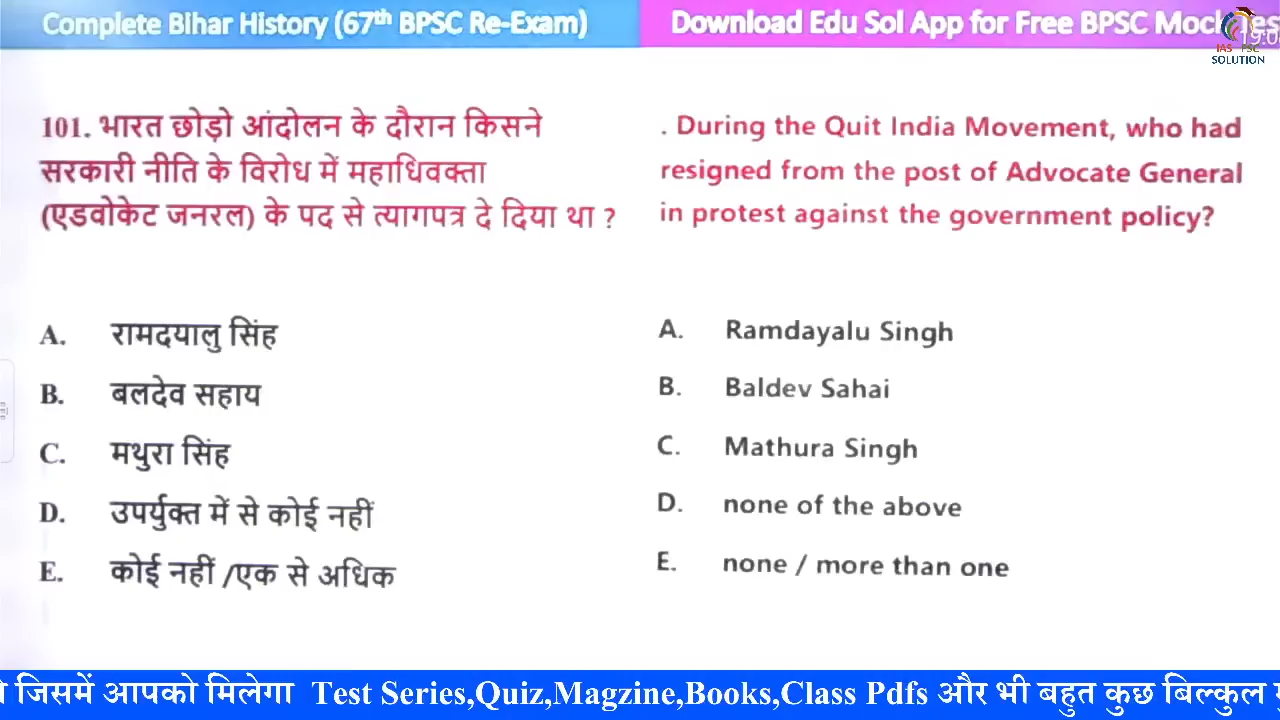 Complete Bihar History (67th BPSC Re-Exam)
Download Edu Sol App for Free BPSC Mock
IAS PSC
SOLUTION
101. भारत छोड़ो आंदोलन के दौरान किसने
सरकारी नीति के विरोध में महाधिवक्ता
(एडवोकेट जनरल) के पद से त्यागपत्र दे दिया था ?
. During the Quit India Movement, who had
resigned from the post of Advocate General
in protest against the government policy?
A. रामदयालु सिंह
B. बलदेव सहाय
C. मथुरा सिंह
D. उपर्युक्त में से कोई नहीं
E. कोई नहीं /एक से अधिक
A. Ramdayalu Singh
B. Baldev Sahai
C. Mathura Singh
D. none of the above
E. none / more than one
जिसमें आपको मिलेगा Test Series,Quiz,Magzine,Books,Class Pdfs और भी बहुत कुछ बिल्कुल